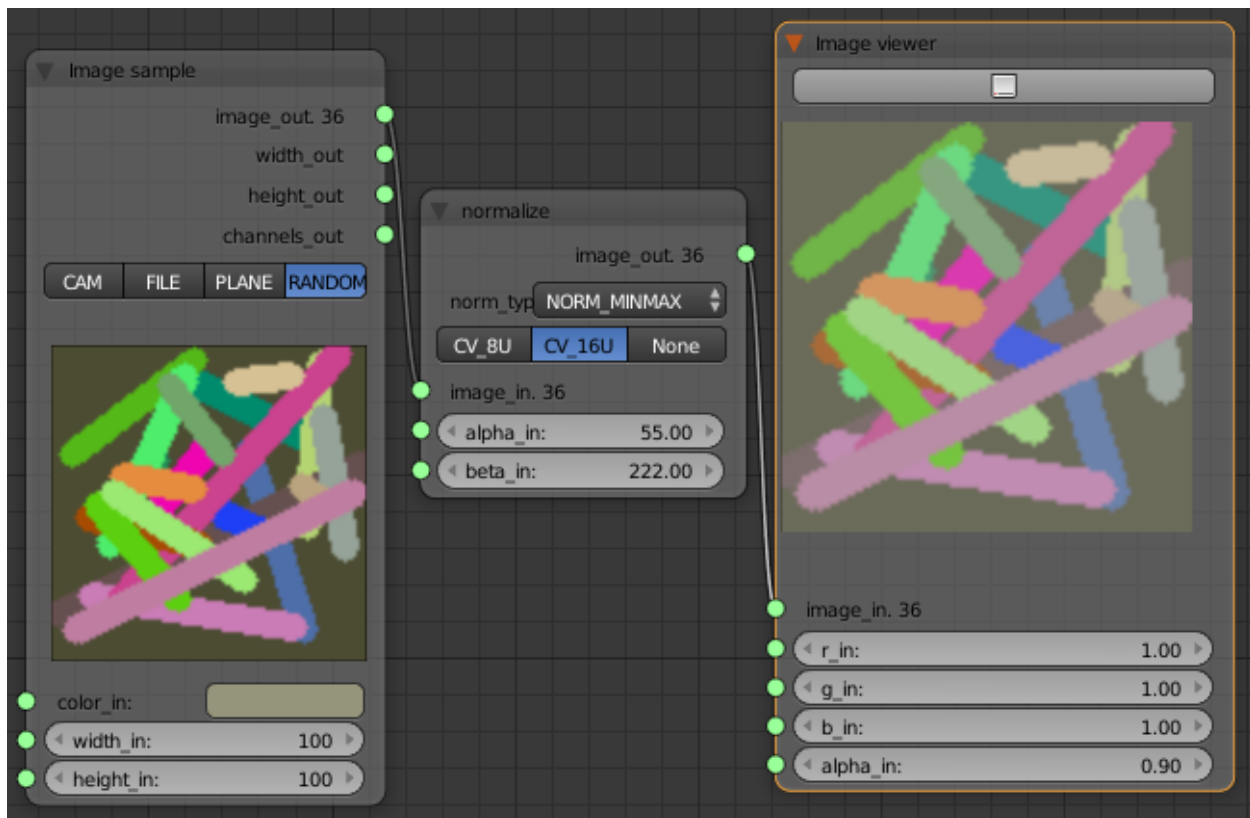 Image sample
image_out. 36
width_out
height_out
channels_out
CAM FILE PLANE RANDOM
color_in:
width_in: 100
height_in: 100
normalize
image_out. 36
norm_typ NORM_MINMAX
CV_8U CV_16U None
image_in. 36
alpha_in: 55.00
beta_in: 222.00
Image viewer
image_in. 36
r_in: 1.00
g_in: 1.00
b_in: 1.00
alpha_in: 0.90